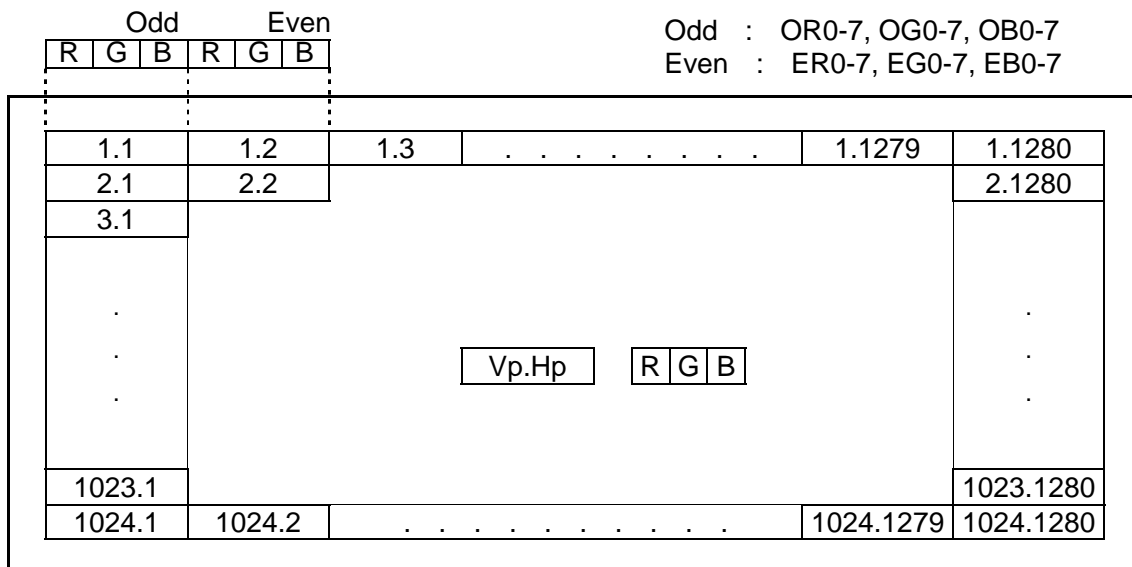 Odd Even
R G B R G B
Odd : OR0-7, OG0-7, OB0-7
Even : ER0-7, EG0-7, EB0-7
1.1 1.2 1.3 . . . . . . . . 1.1279 1.1280
2.1 2.2 2.1280
3.1
. .
. .
Vp.Hp R G B
. .
1023.1 1023.1280
1024.1 1024.2 . . . . . . . . . . 1024.1279 1024.1280